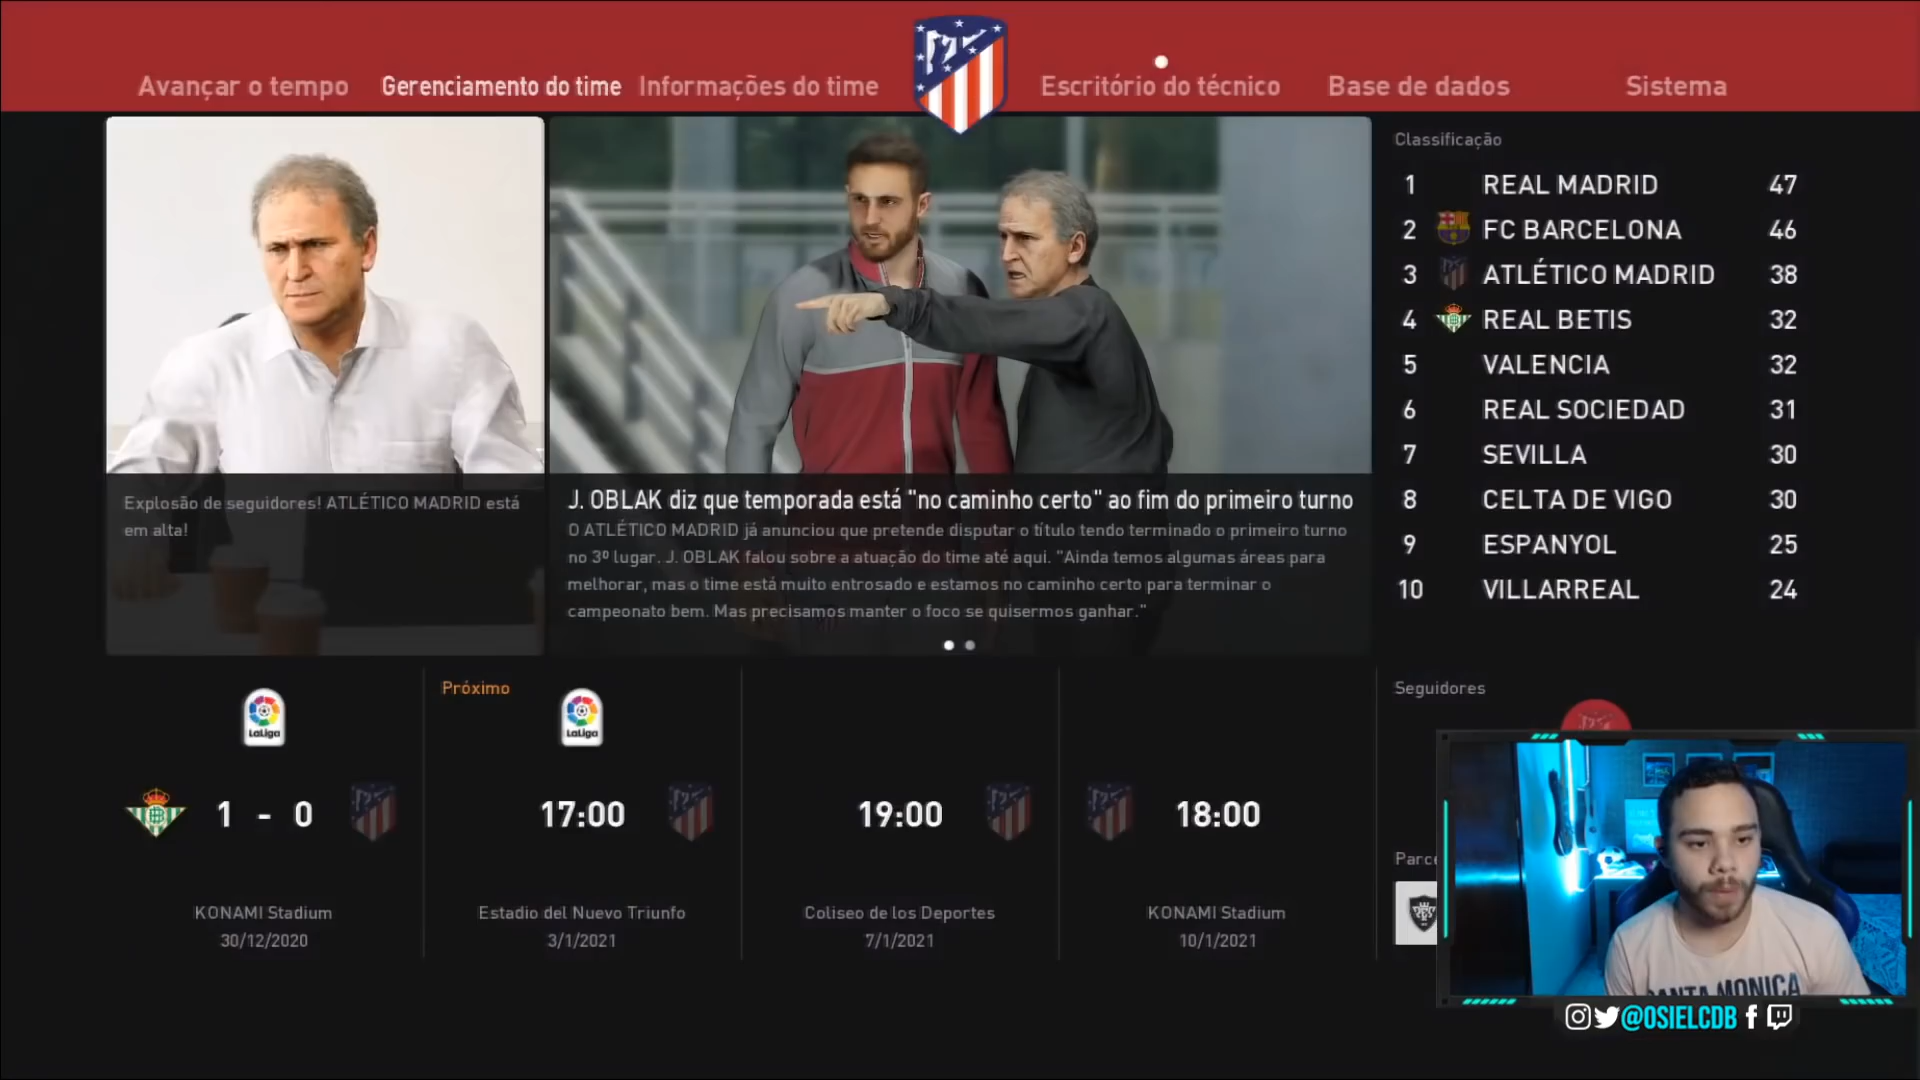 Avançar o tempo
Gerenciamento do time
Informações do time
Escritório do técnico
Base de dados
Sistema
Explosão de seguidores! ATLÉTICO MADRID está
em alta!
J. OBLAK diz que temporada está "no caminho certo" ao fim do primeiro turno
O ATLÉTICO MADRID já anunciou que pretende disputar o título tendo terminado o primeiro turno
no 3º lugar. J. OBLAK falou sobre a atuação do time até aqui. "Ainda temos algumas áreas para
melhorar, mas o time está muito entrosado e estamos no caminho certo para terminar o
campeonato bem. Mas precisamos manter o foco se quisermos ganhar."
Classificação
1 REAL MADRID 47
2 FC BARCELONA 46
3 ATLÉTICO MADRID 38
4 REAL BETIS 32
5 VALENCIA 32
6 REAL SOCIEDAD 31
7 SEVILLA 30
8 CELTA DE VIGO 30
9 ESPANYOL 25
10 VILLARREAL 24
LaLiga
1 - 0
KONAMI Stadium
30/12/2020
Próximo
LaLiga
17:00
Estadio del Nuevo Triunfo
3/1/2021
19:00
Coliseo de los Deportes
7/1/2021
18:00
KONAMI Stadium
10/1/2021
Seguidores
Parce
ANTA MONICA
@OSIELCDB